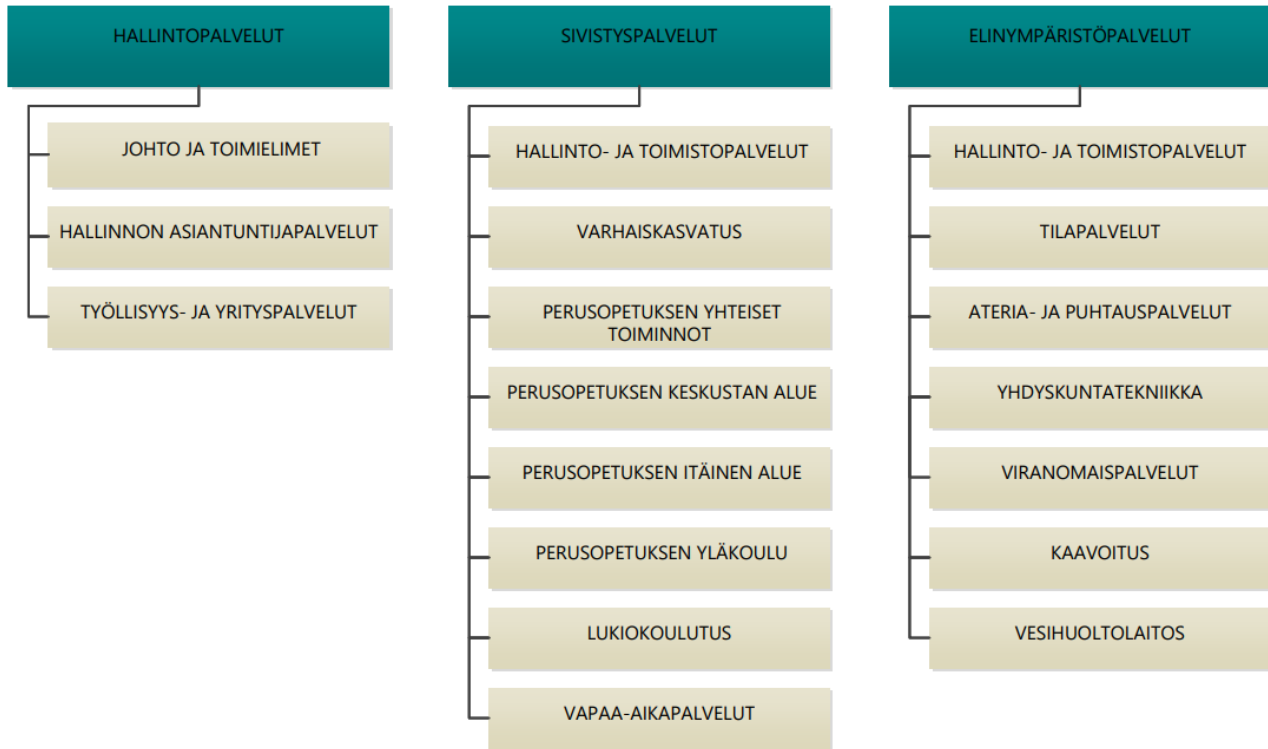 HALLINTOPALVELUT
JOHTO JA TOIMIELIMET
HALLINNON ASIANTUNTIJAPALVELUT
TYÖLLISYYS- JA YRITYSPALVELUT
SIVISTYSPALVELUT
HALLINTO- JA TOIMISTOPALVELUT
VARHAISKASVATUS
PERUSOPETUKSEN YHTEISET
TOIMINNOT
PERUSOPETUKSEN KESKUSTAN ALUE
PERUSOPETUKSEN ITÄINEN ALUE
PERUSOPETUKSEN YLÄKOULU
LUKIOKOULUTUS
VAPAA-AIKAPALVELUT
ELINYMPÄRISTÖPALVELUT
HALLINTO- JA TOIMISTOPALVELUT
TILAPALVELUT
ATERIA- JA PUHTAUSPALVELUT
YHDYSKUNTATEKNIIKKA
VIRANOMAISPALVELUT
KAAVOITUS
VESIHUOLTOLAITOS